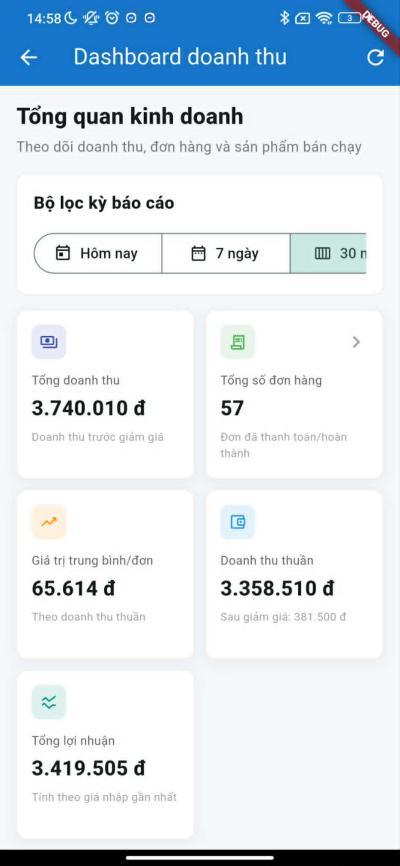 14:58
3
DEBUG
Dashboard doanh thu
Tổng quan kinh doanh
Theo dõi doanh thu, đơn hàng và sản phẩm bán chạy
Bộ lọc kỳ báo cáo
Hôm nay
7 ngày
30 n
Tổng doanh thu
3.740.010 đ
Doanh thu trước giảm giá
Tổng số đơn hàng
57
Đơn đã thanh toán/hoàn
thành
Giá trị trung bình/đơn
65.614 đ
Theo doanh thu thuần
Doanh thu thuần
3.358.510 đ
Sau giảm giá: 381.500 đ
Tổng lợi nhuận
3.419.505 đ
Tính theo giá nhập gần nhất